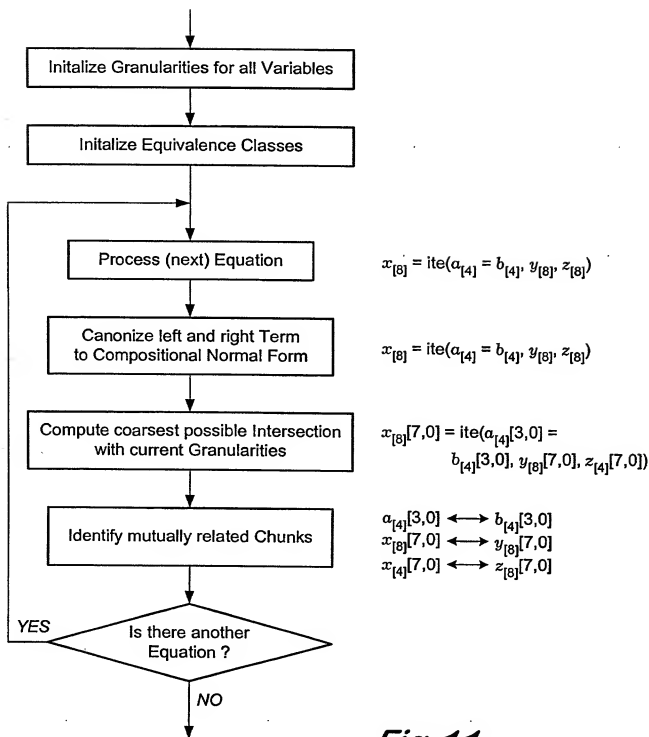 Initalize Granularities for all Variables
Initalize Equivalence Classes
Process (next) Equation
x[8] = ite(a[4] = b[4], y[8], z[8])
Canonize left and right Term
to Compositional Normal Form
x[8] = ite(a[4] = b[4], y[8], z[8])
Compute coarsest possible Intersection
with current Granularities
x[8][7,0] = ite(a[4][3,0] =
b[4][3,0], y[8][7,0], z[4][7,0])
Identify mutually related Chunks
a[4][3,0] ⟷ b[4][3,0]
x[8][7,0] ⟷ y[8][7,0]
x[4][7,0] ⟷ z[8][7,0]
YES
Is there another
Equation ?
NO
Fig 11